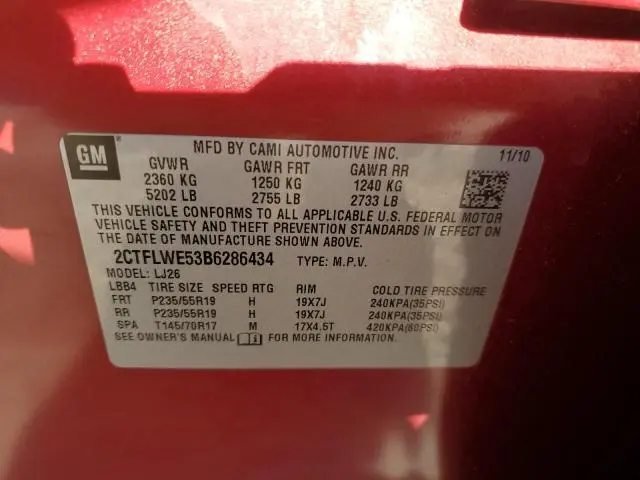 GM
MFD BY CAMI AUTOMOTIVE INC. 11/10
GVWR GAWR FRT GAWR RR
2360 KG 1250 KG 1240 KG
5202 LB 2755 LB 2733 LB
THIS VEHICLE CONFORMS TO ALL APPLICABLE U.S. FEDERAL MOTOR
VEHICLE SAFETY AND THEFT PREVENTION STANDARDS IN EFFECT ON
THE DATE OF MANUFACTURE SHOWN ABOVE.
2CTFLWE53B6286434 TYPE: M.P.V.
MODEL: LJ26
LBB4 TIRE SIZE SPEED RTG RIM COLD TIRE PRESSURE
FRT P235/55R19 H 19X7J 240KPA(35PSI)
RR P235/55R19 H 19X7J 240KPA(35PSI)
SPA T145/70R17 M 17X4.5T 420KPA(60PSI)
SEE OWNER'S MANUAL FOR MORE INFORMATION